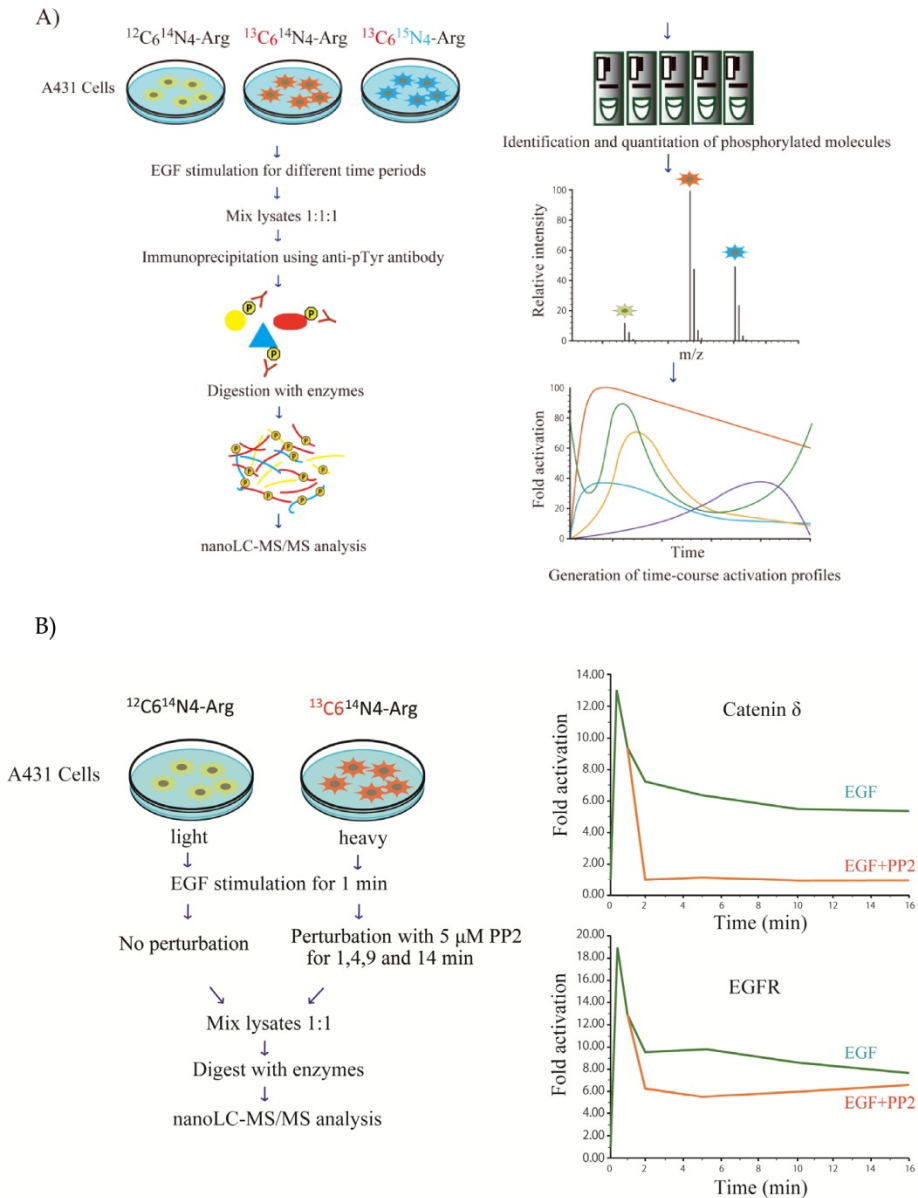 A)
¹²C₆¹⁴N₄-Arg ¹³C₆¹⁴N₄-Arg ¹³C₆¹⁵N₄-Arg
A431 Cells
EGF stimulation for different time periods
Mix lysates 1:1:1
Immunoprecipitation using anti-pTyr antibody
P
P
P
Digestion with enzymes
P P P P P P P P P P P
nanoLC-MS/MS analysis
Identification and quantitation of phosphorylated molecules
Relative intensity
100
80
60
40
20
0
m/z
Fold activation
100
80
60
40
20
0
Time
Generation of time-course activation profiles
B)
¹²C6¹⁴N4-Arg ¹³C6¹⁴N4-Arg
A431 Cells
light heavy
EGF stimulation for 1 min
No perturbation
Perturbation with 5 μM PP2
for 1,4,9 and 14 min
Mix lysates 1:1
Digest with enzymes
nanoLC-MS/MS analysis
Catenin δ
Fold activation
14.00
12.00
10.00
8.00
6.00
4.00
2.00
0.00
EGF
EGF+PP2
0 2 4 6 8 10 12 14 16
Time (min)
EGFR
Fold activation
20.00
18.00
16.00
14.00
12.00
10.00
8.00
6.00
4.00
2.00
0.00
EGF
EGF+PP2
0 2 4 6 8 10 12 14 16
Time (min)